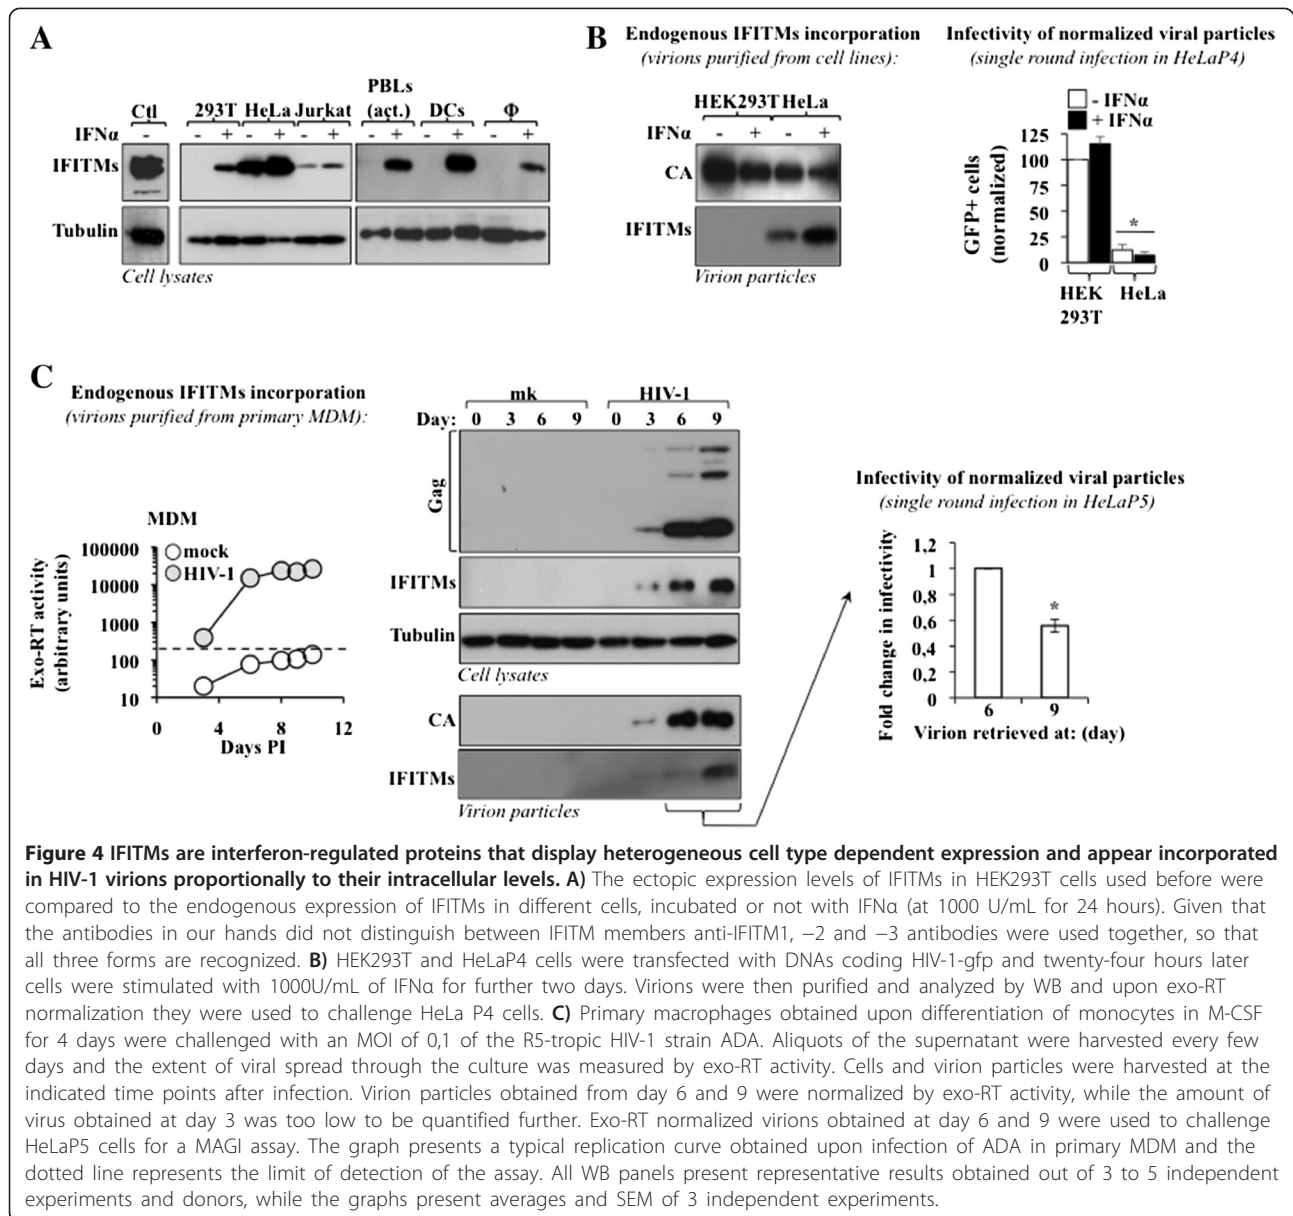 A
Ctl
293T HeLa Jurkat
PBLs
(act.)
DCs
Φ
IFNα - - + - + - + - + - + - +
IFITMs
Tubulin
Cell lysates
B
Endogenous IFITMs incorporation
(virions purified from cell lines):
HEK293T HeLa
IFNα - + - +
CA
IFITMs
Virion particles
Infectivity of normalized viral particles
(single round infection in HeLaP4)
- IFNα
+ IFNα
GFP+ cells
(normalized)
125
100
75
50
25
0
*
HEK
293T
HeLa
C
Endogenous IFITMs incorporation
(virions purified from primary MDM):
MDM
mock
HIV-1
Exo-RT activity
(arbitrary units)
100000
10000
1000
100
10
0 4 8 12
Days PI
mk HIV-1
Day: 0 3 6 9 0 3 6 9
Gag
IFITMs
Tubulin
Cell lysates
CA
IFITMs
Virion particles
Infectivity of normalized viral particles
(single round infection in HeLaP5)
Fold change in infectivity
1,2
1
0,8
0,6
0,4
0,2
0
*
6 9
Virion retrieved at: (day)
Figure 4 IFITMs are interferon-regulated proteins that display heterogeneous cell type dependent expression and appear incorporated
in HIV-1 virions proportionally to their intracellular levels. A) The ectopic expression levels of IFITMs in HEK293T cells used before were
compared to the endogenous expression of IFITMs in different cells, incubated or not with IFNα (at 1000 U/mL for 24 hours). Given that
the antibodies in our hands did not distinguish between IFITM members anti-IFITM1, −2 and −3 antibodies were used together, so that
all three forms are recognized. B) HEK293T and HeLaP4 cells were transfected with DNAs coding HIV-1-gfp and twenty-four hours later
cells were stimulated with 1000U/mL of IFNα for further two days. Virions were then purified and analyzed by WB and upon exo-RT
normalization they were used to challenge HeLa P4 cells. C) Primary macrophages obtained upon differentiation of monocytes in M-CSF
for 4 days were challenged with an MOI of 0,1 of the R5-tropic HIV-1 strain ADA. Aliquots of the supernatant were harvested every few
days and the extent of viral spread through the culture was measured by exo-RT activity. Cells and virion particles were harvested at the
indicated time points after infection. Virion particles obtained from day 6 and 9 were normalized by exo-RT activity, while the amount of
virus obtained at day 3 was too low to be quantified further. Exo-RT normalized virions obtained at day 6 and 9 were used to challenge
HeLaP5 cells for a MAGI assay. The graph presents a typical replication curve obtained upon infection of ADA in primary MDM and the
dotted line represents the limit of detection of the assay. All WB panels present representative results obtained out of 3 to 5 independent
experiments and donors, while the graphs present averages and SEM of 3 independent experiments.